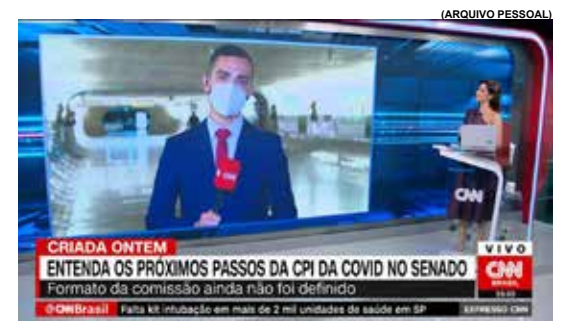 (ARQUIVO PESSOAL)
CNN
CRIADA ONTEM
VIVO
ENTENDA OS PRÓXIMOS PASSOS DA CPI DA COVID NO SENADO
CNN
BRASIL
Formato da comissão ainda não foi definido
@CNNBrasil Falta kit intubação em mais de 2 mil unidades de saúde em SP
EXPRESSO CNN